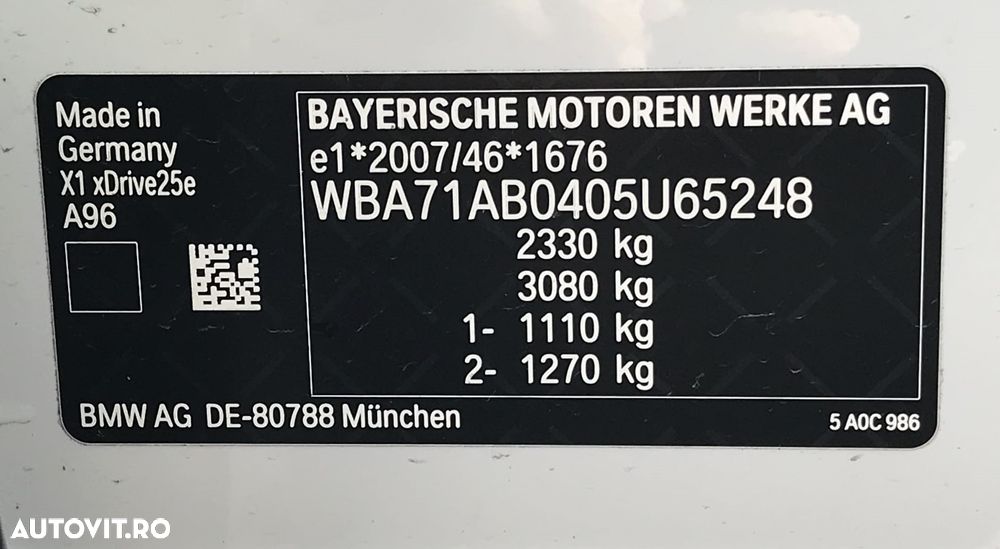 Made in
Germany
X1 xDrive25e
A96
BAYERISCHE MOTOREN WERKE AG
e1*2007/46*1676
WBA71AB0405U65248
2330 kg
3080 kg
1- 1110 kg
2- 1270 kg
BMW AG DE-80788 München
5 A0C 986
AUTOVIT.RO